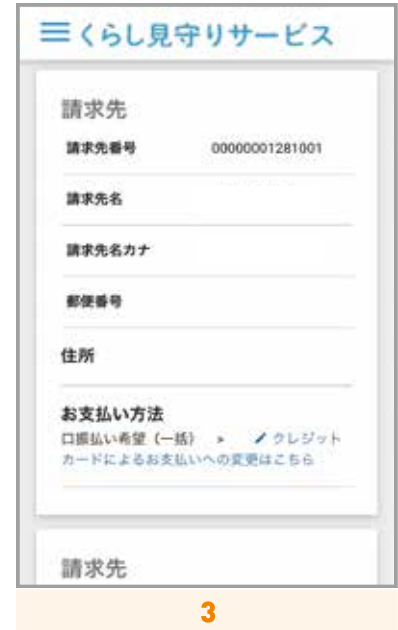 くらし見守りサービス
請求先
請求先番号 00000001281001
請求先名
請求先名カナ
郵便番号
住所
お支払い方法
口振払い希望（一括） > クレジット
カードによるお支払いへの変更はこちら
請求先
3